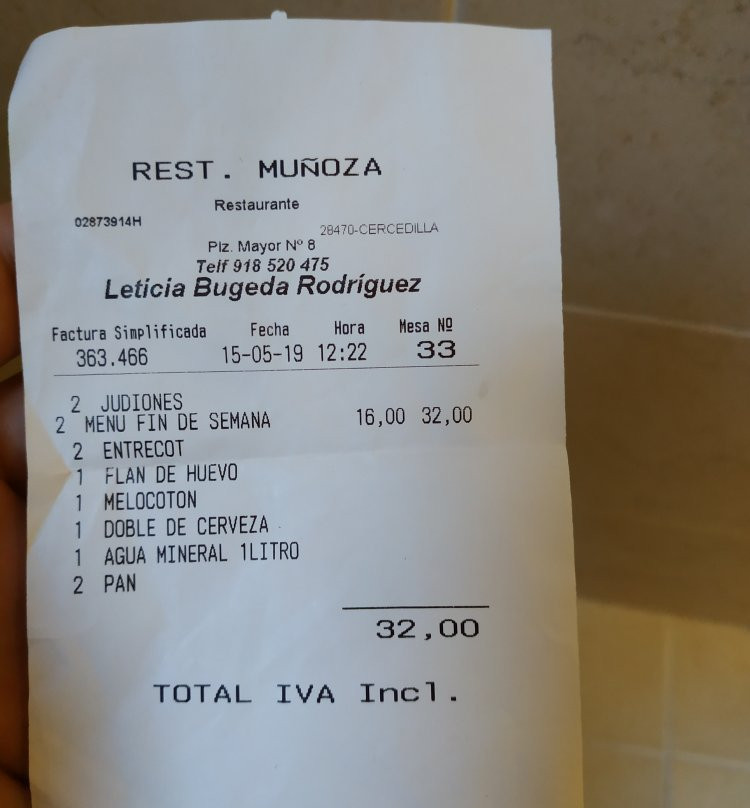 REST. MUÑOZA
Restaurante
02873914H
28470-CERCEDILLA
Plz. Mayor Nº 8
Telf 918 520 475
Leticia Bugeda Rodríguez
Factura Simplificada Fecha Hora Mesa Nº
363.466 15-05-19 12:22 33
2 JUDIONES
2 MENU FIN DE SEMANA 16,00 32,00
2 ENTRECOT
1 FLAN DE HUEVO
1 MELOCOTON
1 DOBLE DE CERVEZA
1 AGUA MINERAL 1LITRO
2 PAN
32,00
TOTAL IVA Incl.